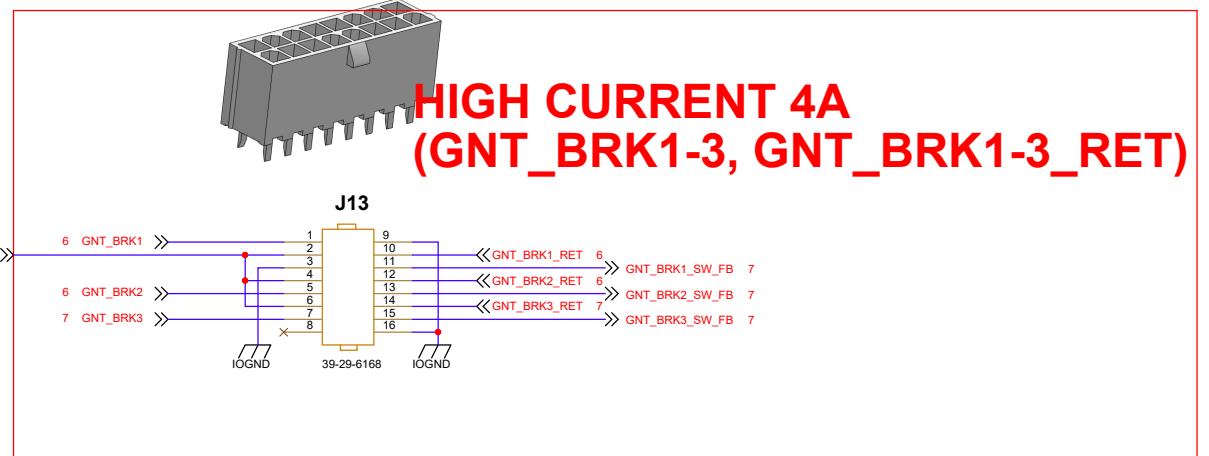 HIGH CURRENT 4A
(GNT_BRK1-3, GNT_BRK1-3_RET)
J13
6 GNT_BRK1 1 9
2 10 GNT_BRK1_RET 6
3 11 GNT_BRK1_SW_FB 7
4 12 GNT_BRK2_RET 6
6 GNT_BRK2 5 13 GNT_BRK2_SW_FB 7
6 14 GNT_BRK3_RET 7
7 GNT_BRK3 7 15 GNT_BRK3_SW_FB 7
8 16
IOGND 39-29-6168 IOGND